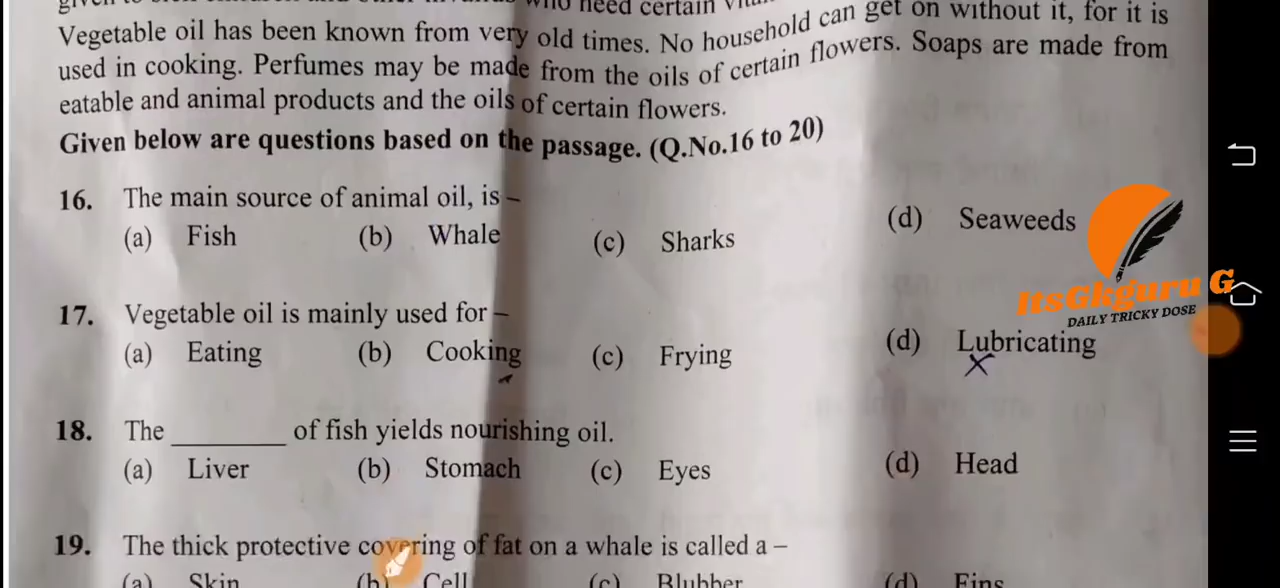 who need certain
Vegetable oil has been known from very old times. No household can get on without it, for it is
used in cooking. Perfumes may be made from the oils of certain flowers. Soaps are made from
eatable and animal products and the oils of certain flowers.
Given below are questions based on the passage. (Q.No.16 to 20)
16. The main source of animal oil, is –
(a) Fish (b) Whale (c) Sharks (d) Seaweeds
ItsGkguru G
DAILY TRICKY DOSE
17. Vegetable oil is mainly used for –
(a) Eating (b) Cooking (c) Frying (d) Lubricating
18. The ________ of fish yields nourishing oil.
(a) Liver (b) Stomach (c) Eyes (d) Head
19. The thick protective covering of fat on a whale is called a –
(a) Skin (b) Cell (c) Blubber (d) Fins